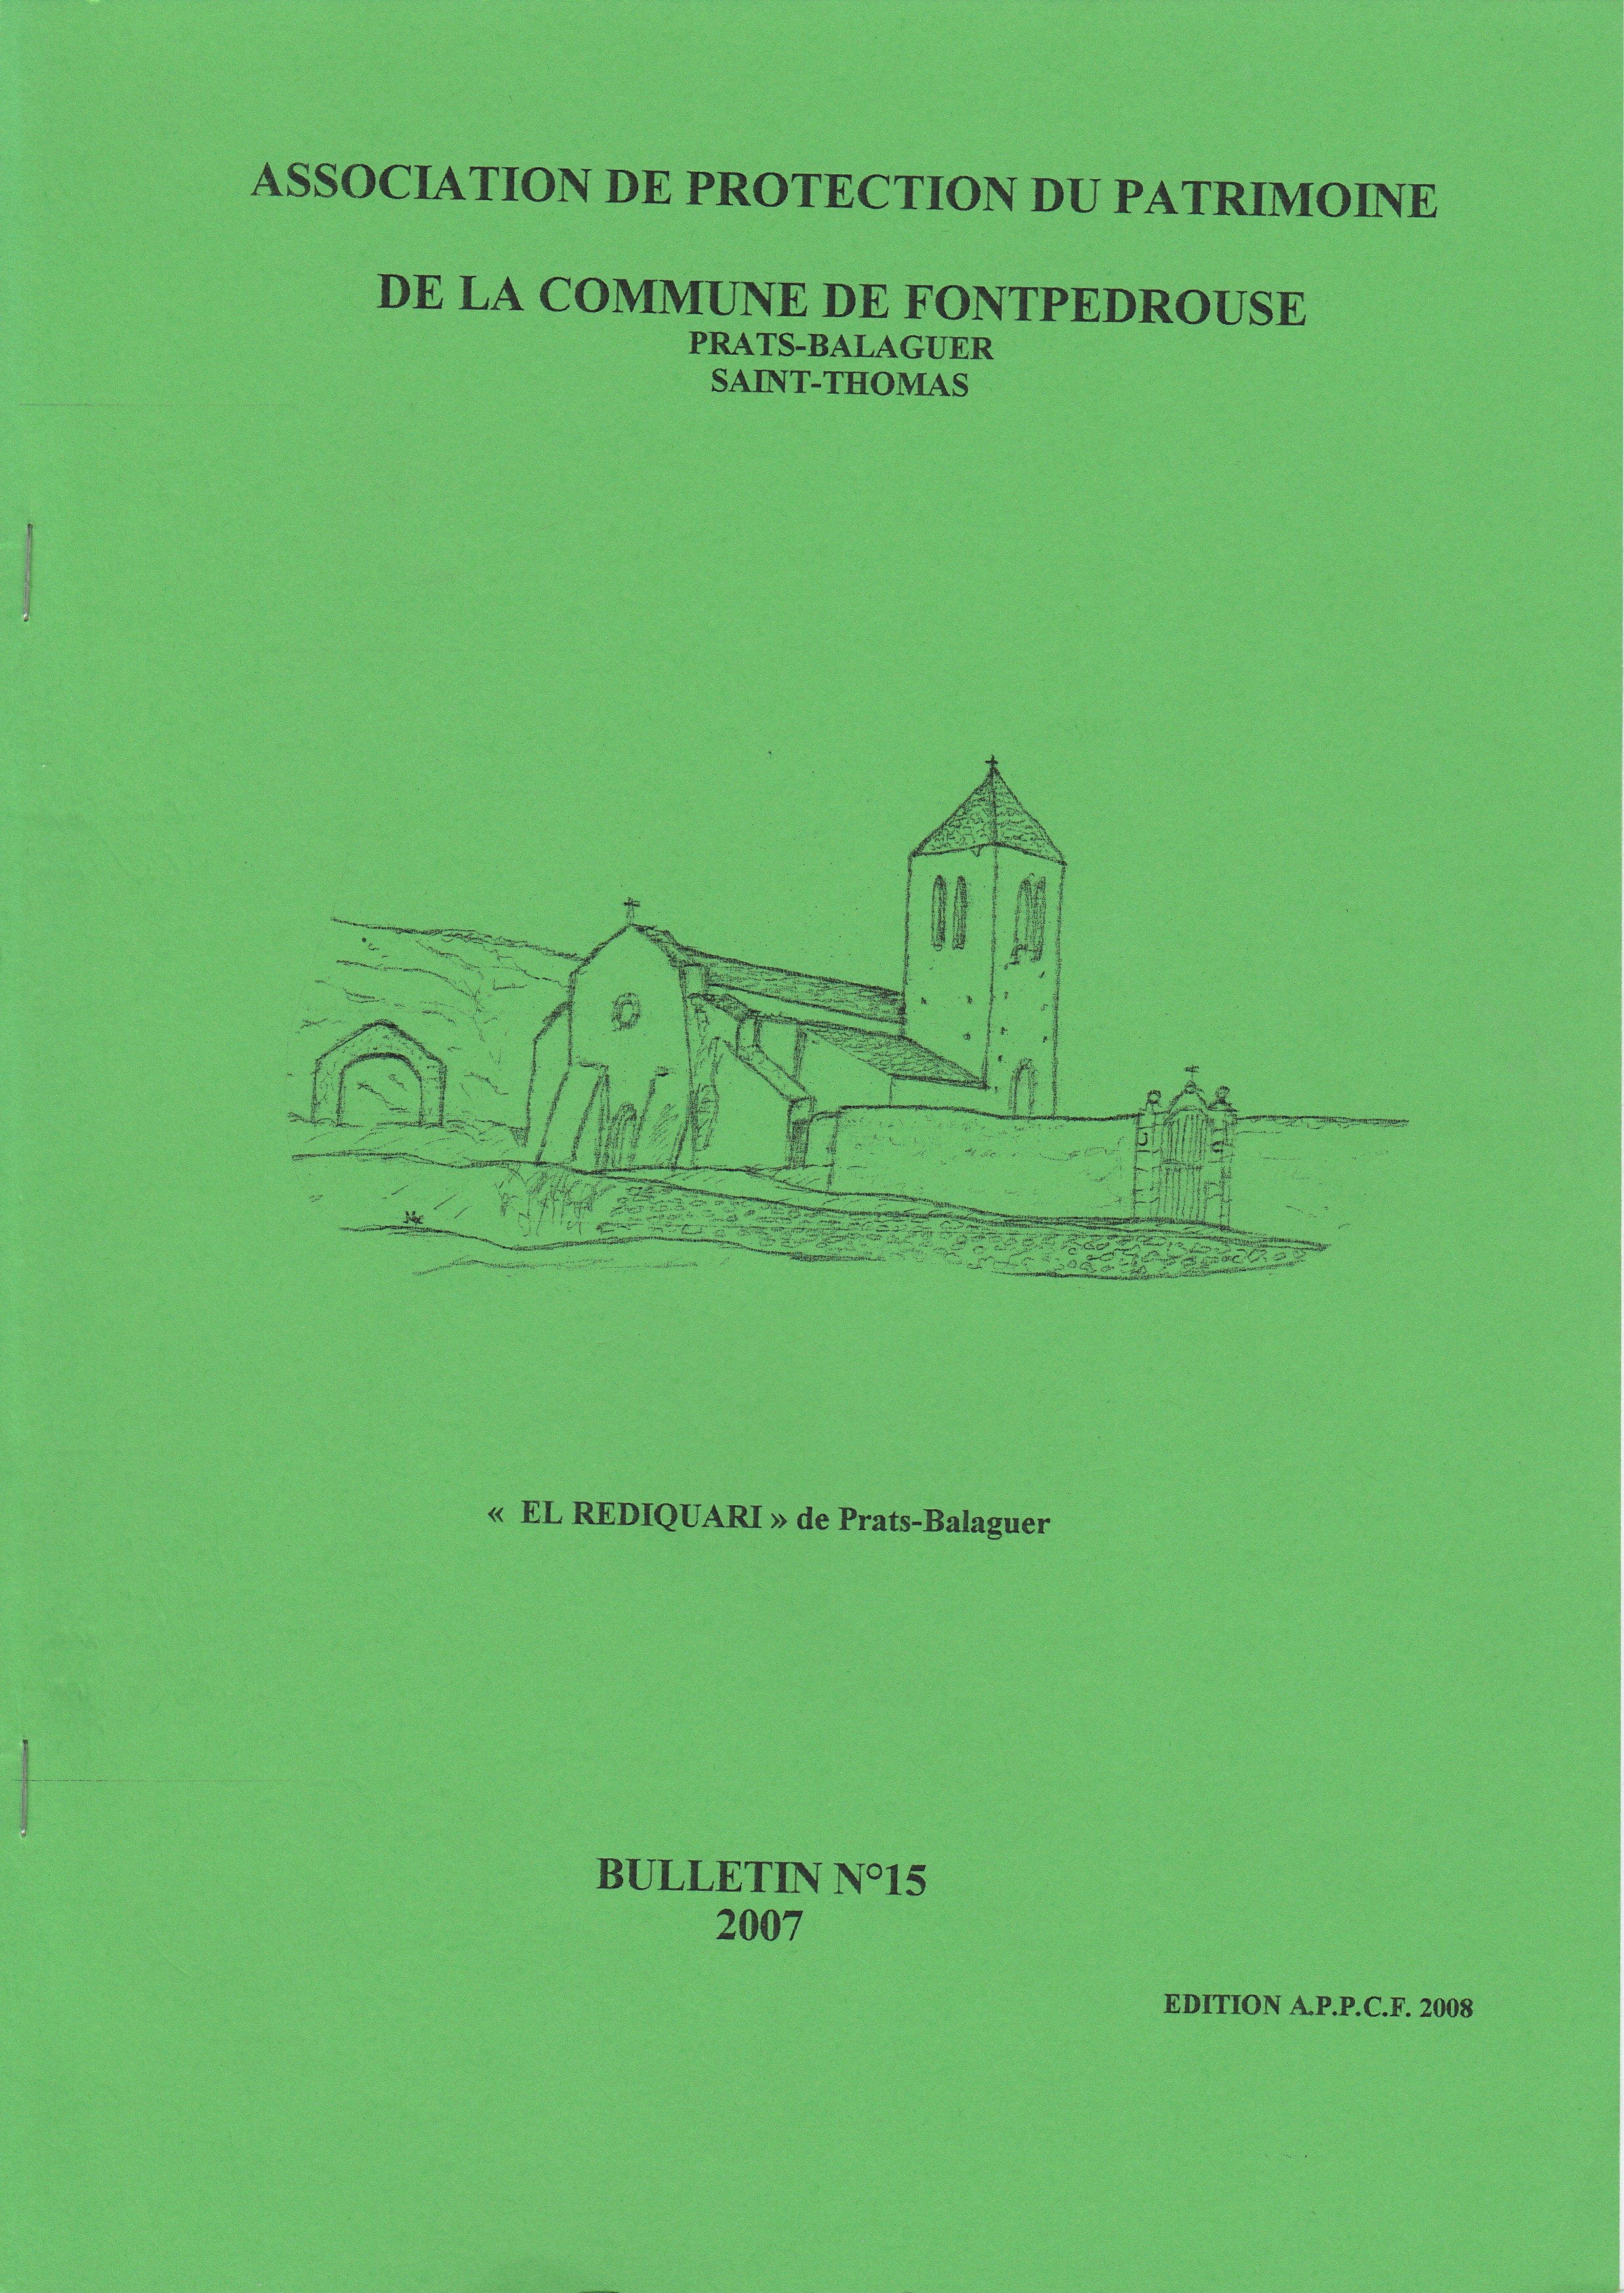 ASSOCIATION DE PROTECTION DU PATRIMOINE
DE LA COMMUNE DE FONTPEDROUSE
PRATS-BALAGUER
SAINT-THOMAS
« EL REDIQUARI » de Prats-Balaguer
BULLETIN N°15
2007
EDITION A.P.P.C.F. 2008